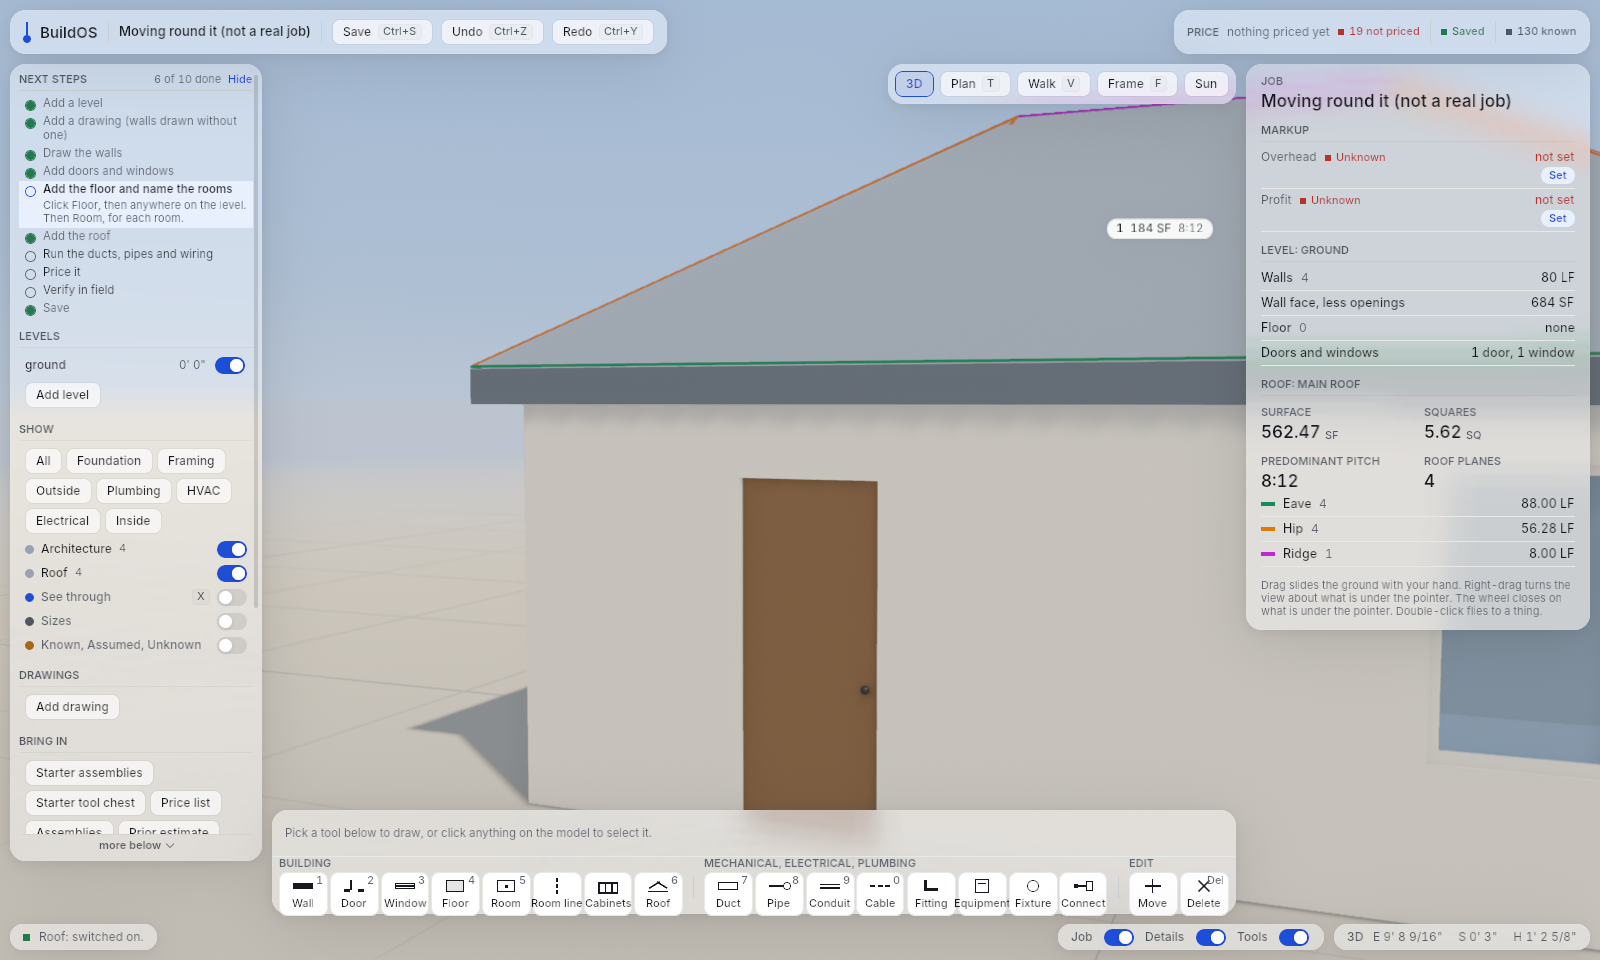 BuildOS
Moving round it (not a real job)
Save Ctrl+S
Undo Ctrl+Z
Redo Ctrl+Y
PRICE nothing priced yet 19 not priced Saved 130 known
NEXT STEPS 6 of 10 done Hide
Add a level
Add a drawing (walls drawn without
one)
Draw the walls
Add doors and windows
Add the floor and name the rooms
Click Floor, then anywhere on the level.
Then Room, for each room.
Add the roof
Run the ducts, pipes and wiring
Price it
Verify in field
Save
LEVELS
ground 0' 0"
Add level
SHOW
All Foundation Framing
Outside Plumbing HVAC
Electrical Inside
Architecture 4
Roof 4
See through X
Sizes
Known, Assumed, Unknown
DRAWINGS
Add drawing
BRING IN
Starter assemblies
Starter tool chest Price list
Assemblies Prior estimate
more below
Roof: switched on.
3D Plan T Walk V Frame F Sun
1 184 SF 8:12
JOB
Moving round it (not a real job)
MARKUP
Overhead Unknown not set
Set
Profit Unknown not set
Set
LEVEL: GROUND
Walls 4 80 LF
Wall face, less openings 684 SF
Floor 0 none
Doors and windows 1 door, 1 window
ROOF: MAIN ROOF
SURFACE SQUARES
562.47 SF 5.62 SQ
PREDOMINANT PITCH ROOF PLANES
8:12 4
Eave 4 88.00 LF
Hip 4 56.28 LF
Ridge 1 8.00 LF
Drag slides the ground with your hand. Right-drag turns the
view about what is under the pointer. The wheel closes on
what is under the pointer. Double-click flies to a thing.
Pick a tool below to draw, or click anything on the model to select it.
BUILDING MECHANICAL, ELECTRICAL, PLUMBING EDIT
1 2 3 4 5 6 7 8 9 0 Del
Wall Door Window Floor Room Room line Cabinets Roof Duct Pipe Conduit Cable Fitting Equipment Fixture Connect Move Delete
Job Details Tools
3D E 9' 8 9/16" S 0' 3" H 1' 2 5/8"